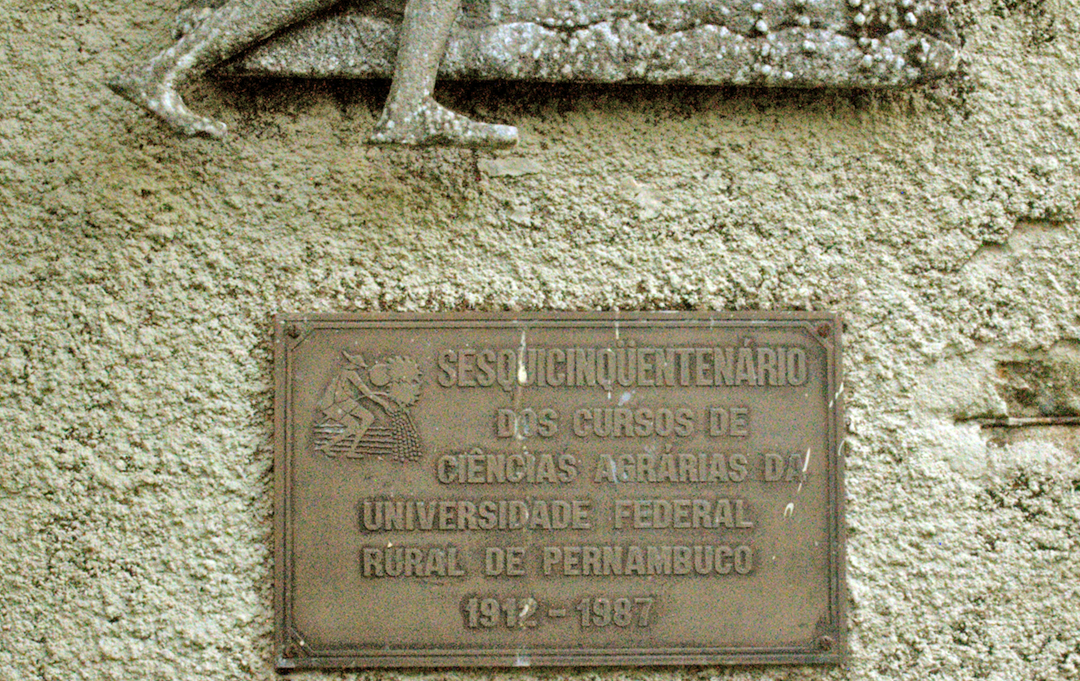 SESQUICINQÜENTENÁRIO
DOS CURSOS DE
CIÊNCIAS AGRÁRIAS DA
UNIVERSIDADE FEDERAL
RURAL DE PERNAMBUCO
1912 - 1987